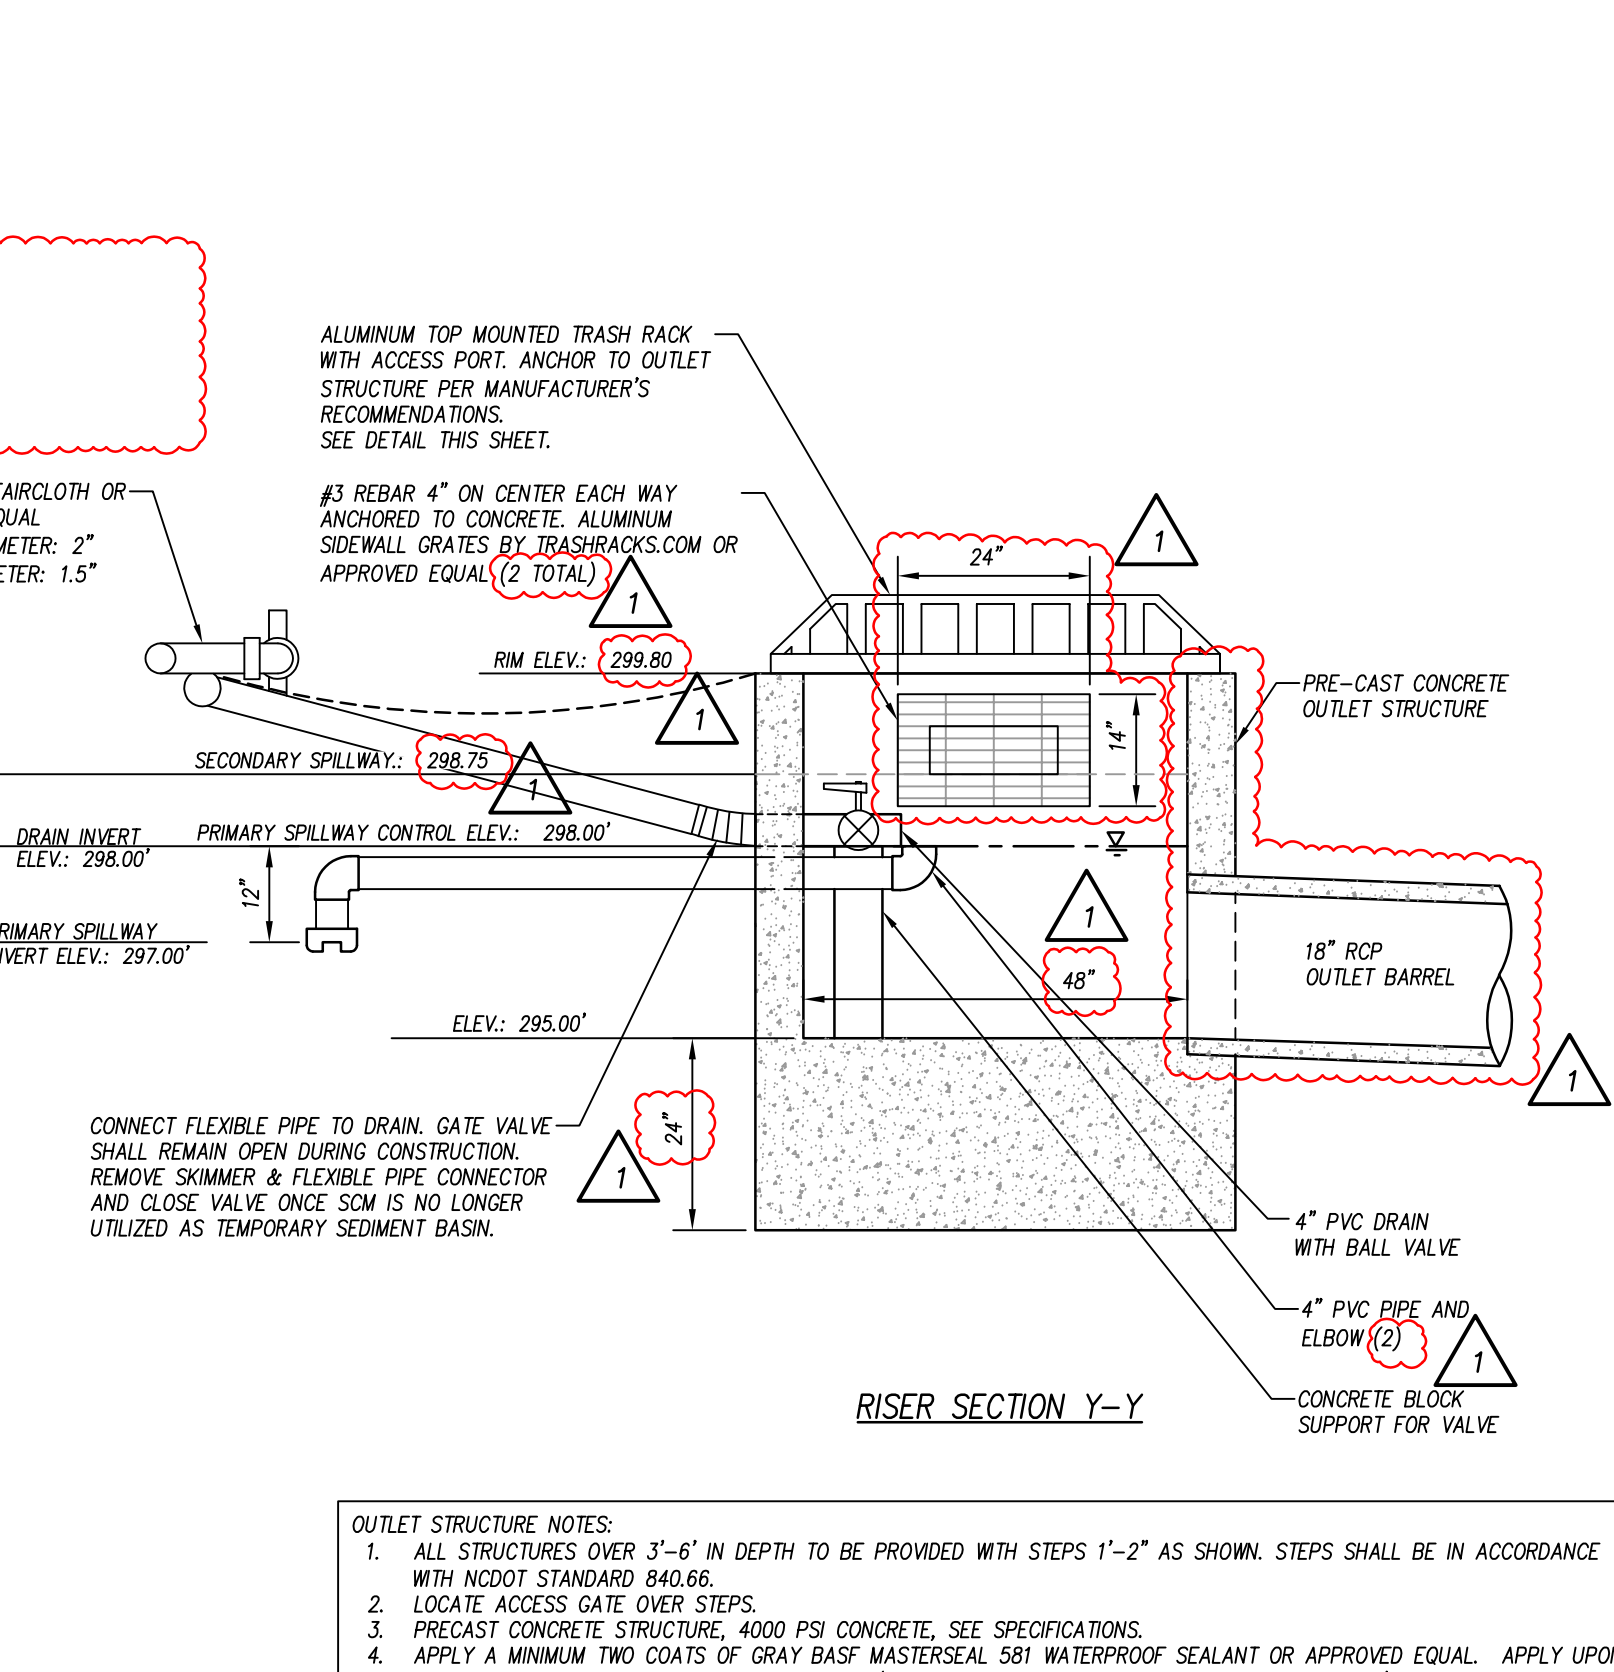 ALUMINUM TOP MOUNTED TRASH RACK
WITH ACCESS PORT. ANCHOR TO OUTLET
STRUCTURE PER MANUFACTURER'S
RECOMMENDATIONS.
SEE DETAIL THIS SHEET.
FAIRCLOTH OR
QUAL
METER: 2"
ETER: 1.5"
#3 REBAR 4" ON CENTER EACH WAY
ANCHORED TO CONCRETE. ALUMINUM
SIDEWALL GRATES BY TRASHRACKS.COM OR
APPROVED EQUAL (2 TOTAL)
1
24"
1
RIM ELEV.: 299.80
1
PRE-CAST CONCRETE
OUTLET STRUCTURE
14"
SECONDARY SPILLWAY.: 298.75
1
DRAIN INVERT
ELEV.: 298.00'
PRIMARY SPILLWAY CONTROL ELEV.: 298.00'
12"
RIMARY SPILLWAY
VERT ELEV.: 297.00'
1
48"
18" RCP
OUTLET BARREL
ELEV.: 295.00'
1
24"
1
CONNECT FLEXIBLE PIPE TO DRAIN. GATE VALVE
SHALL REMAIN OPEN DURING CONSTRUCTION.
REMOVE SKIMMER & FLEXIBLE PIPE CONNECTOR
AND CLOSE VALVE ONCE SCM IS NO LONGER
UTILIZED AS TEMPORARY SEDIMENT BASIN.
4" PVC DRAIN
WITH BALL VALVE
4" PVC PIPE AND
ELBOW (2)
1
CONCRETE BLOCK
SUPPORT FOR VALVE
RISER SECTION Y-Y
OUTLET STRUCTURE NOTES:
1. ALL STRUCTURES OVER 3'-6' IN DEPTH TO BE PROVIDED WITH STEPS 1'-2" AS SHOWN. STEPS SHALL BE IN ACCORDANCE
WITH NCDOT STANDARD 840.66.
2. LOCATE ACCESS GATE OVER STEPS.
3. PRECAST CONCRETE STRUCTURE, 4000 PSI CONCRETE, SEE SPECIFICATIONS.
4. APPLY A MINIMUM TWO COATS OF GRAY BASF MASTERSEAL 581 WATERPROOF SEALANT OR APPROVED EQUAL. APPLY UPON